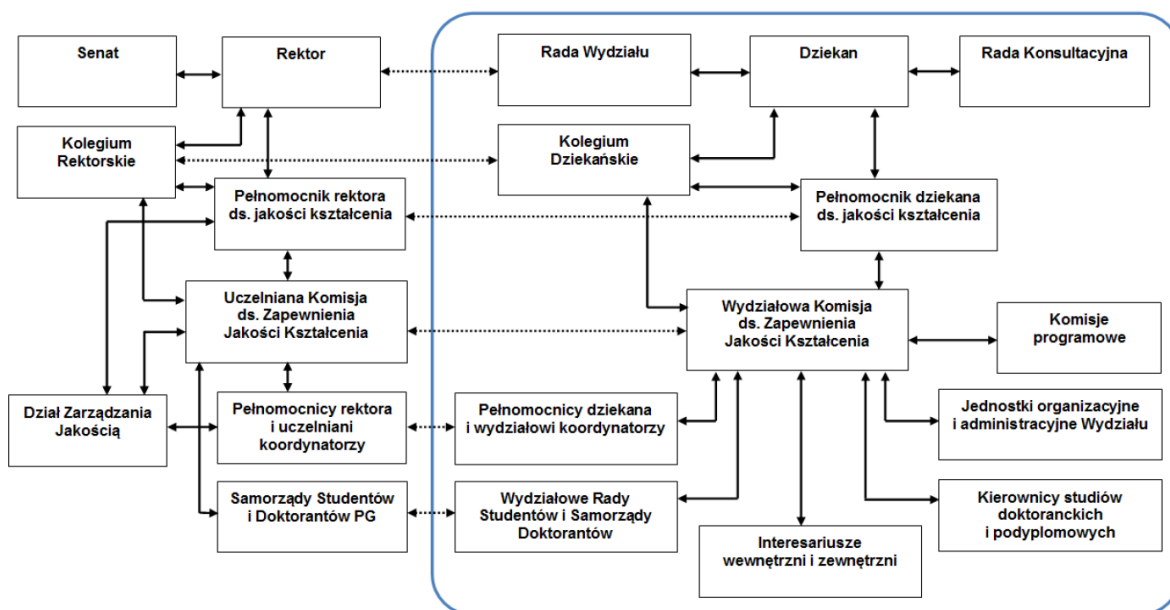 Senat
Rektor
Rada Wydziału
Dziekan
Rada Konsultacyjna
Kolegium
Rektorskie
Kolegium
Dziekańskie
Pełnomocnik rektora
ds. jakości kształcenia
Pełnomocnik dziekana
ds. jakości kształcenia
Uczelniana Komisja
ds. Zapewnienia
Jakości Kształcenia
Wydziałowa Komisja
ds. Zapewnienia
Jakości Kształcenia
Komisje
programowe
Dział Zarządzania
Jakością
Pełnomocnicy rektora
i uczelniani
koordynatorzy
Pełnomocnicy dziekana
i wydziałowi koordynatorzy
Jednostki organizacyjne
i administracyjne Wydziału
Samorządy Studentów
i Doktorantów PG
Wydziałowe Rady
Studentów i Samorządy
Doktorantów
Interesariusze
wewnętrzni i zewnętrzni
Kierownicy studiów
doktoranckich
i podyplomowych